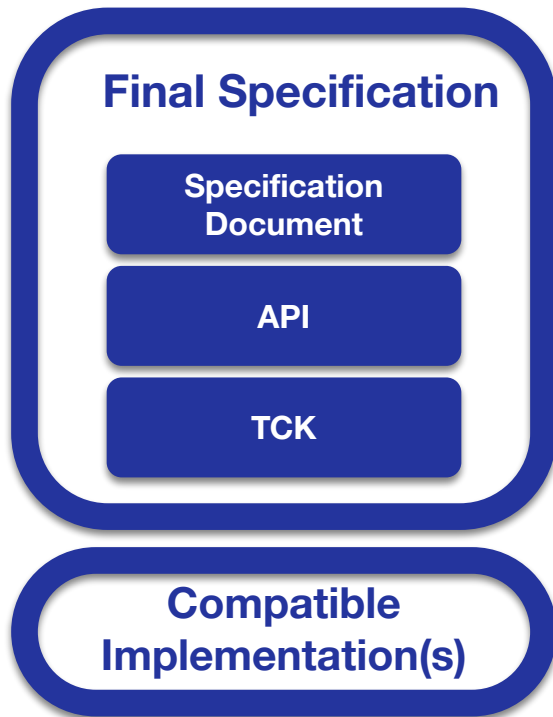 Final Specification
Specification
Document
API
TCK
Compatible
Implementation(s)